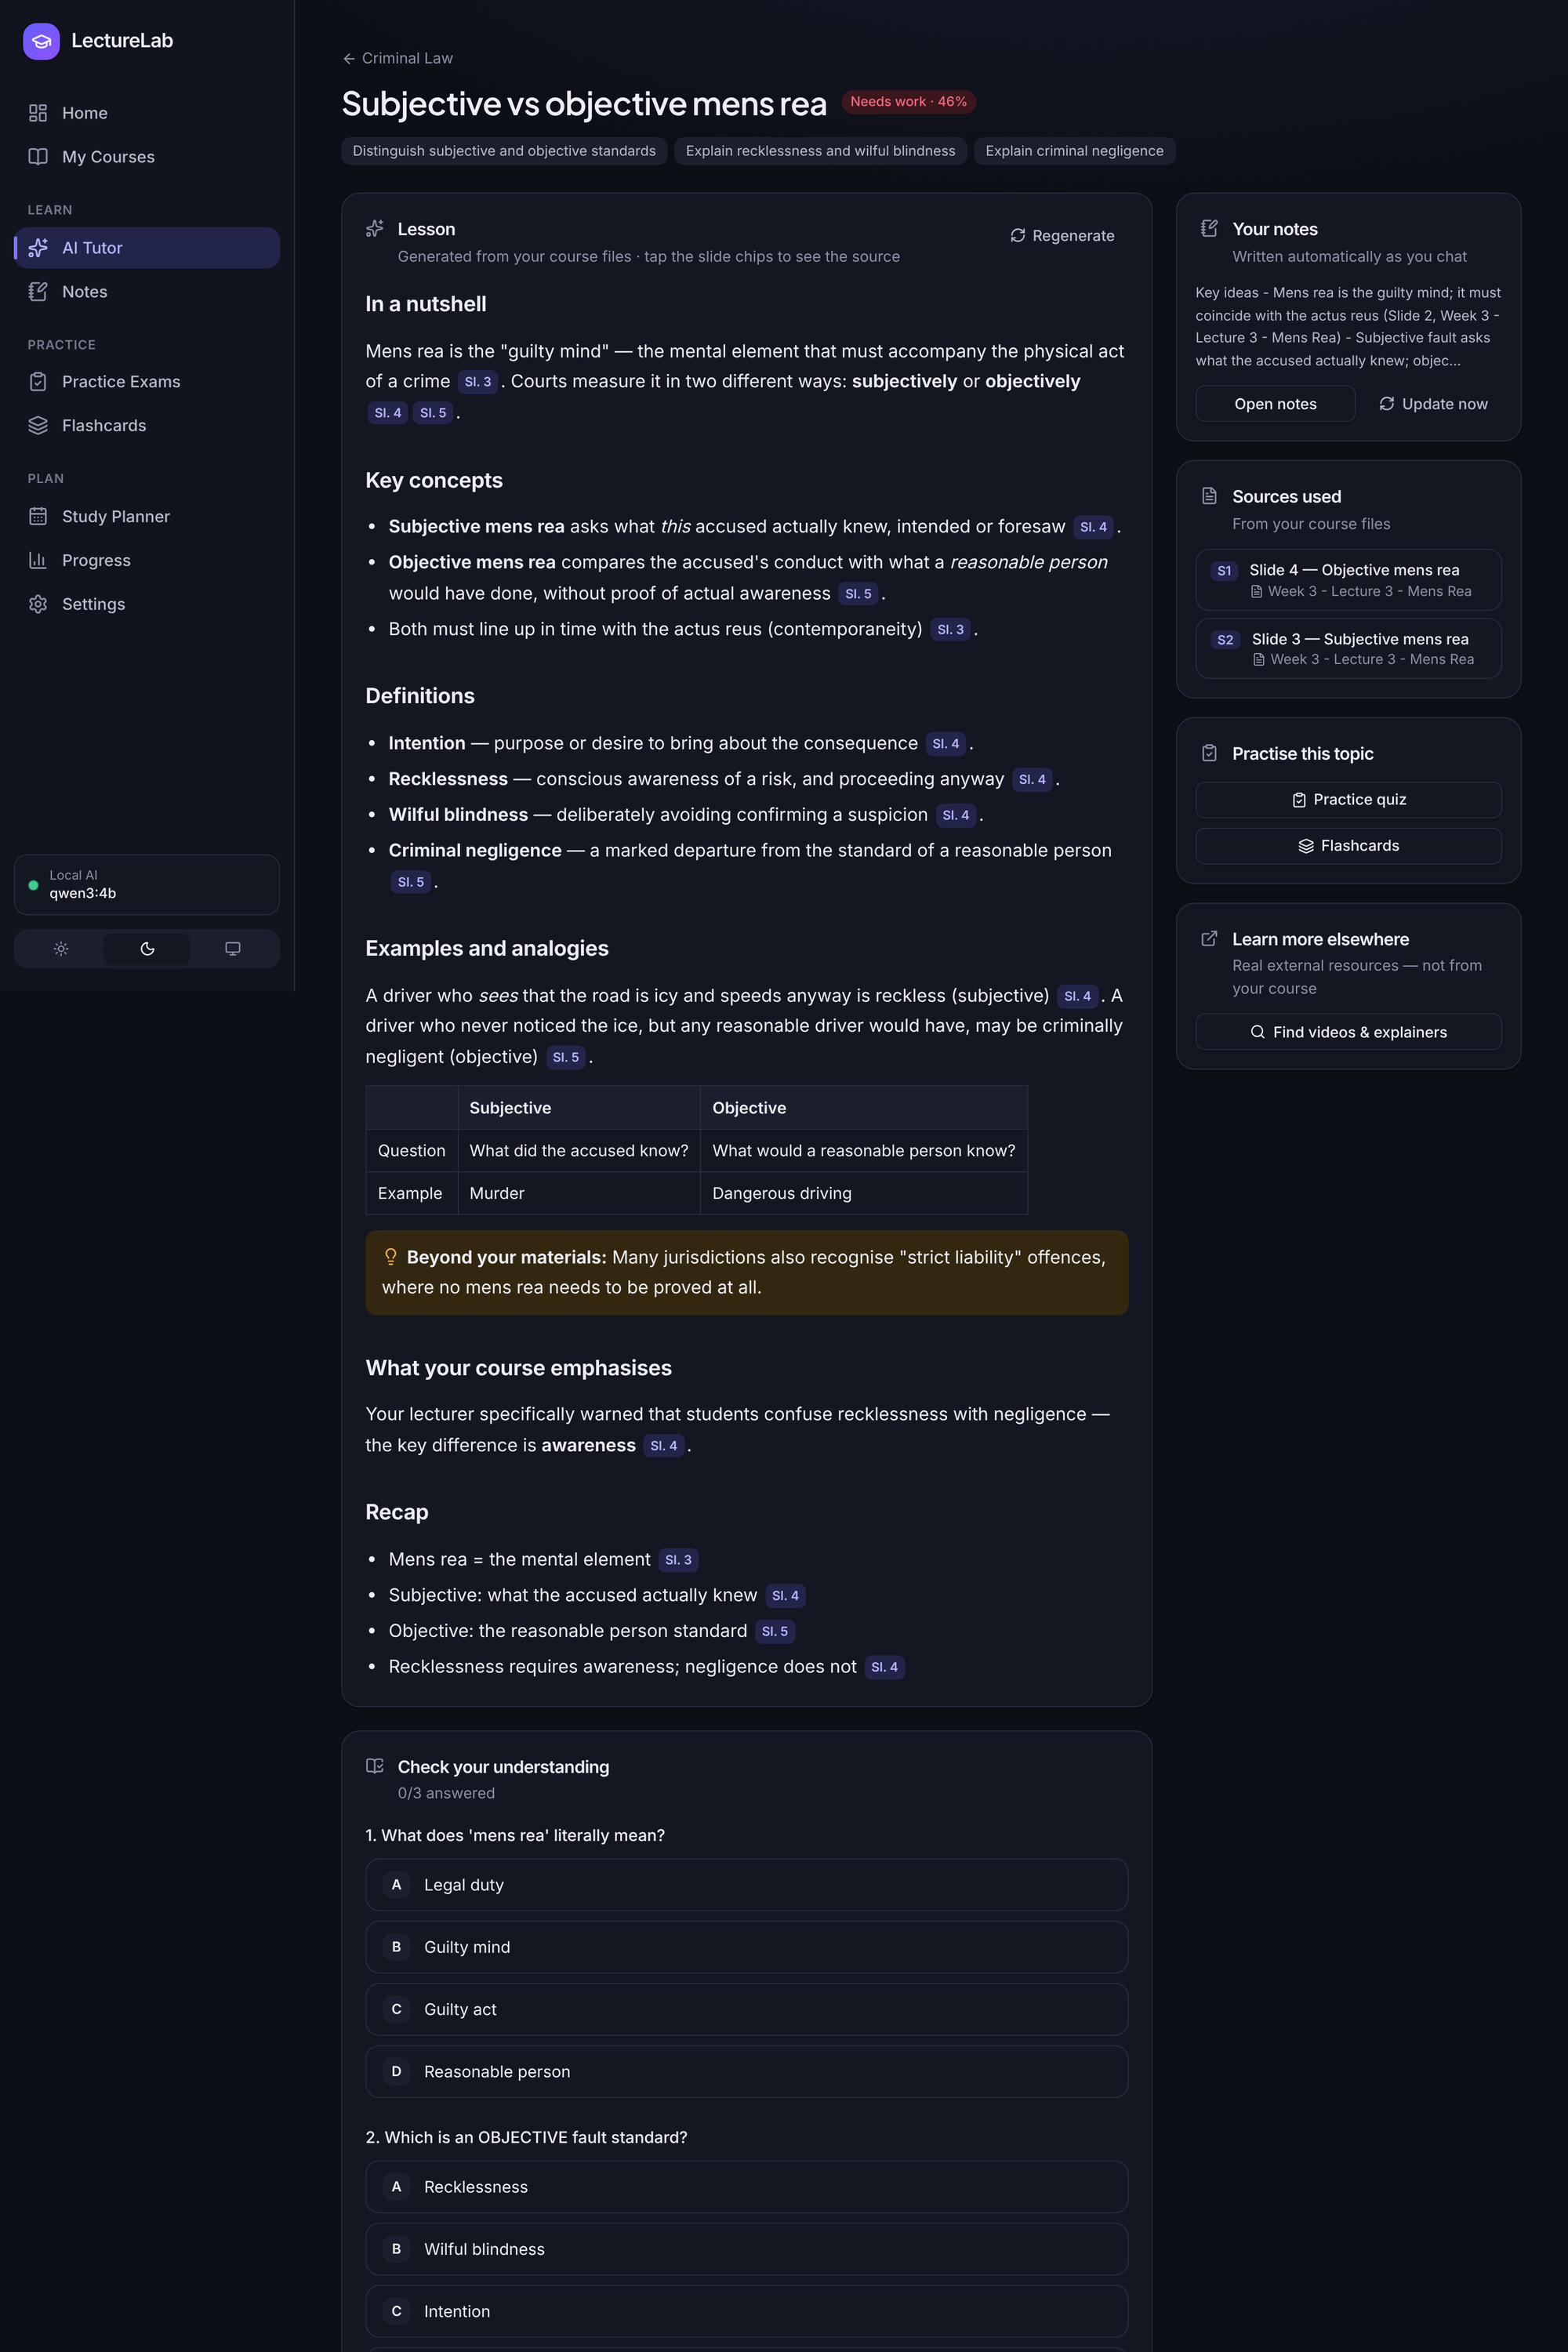 LectureLab
Home
My Courses
LEARN
AI Tutor
Notes
PRACTICE
Practice Exams
Flashcards
PLAN
Study Planner
Progress
Settings
Local AI
qwen3:4b
Criminal Law
Subjective vs objective mens rea
Needs work · 46%
Distinguish subjective and objective standards
Explain recklessness and wilful blindness
Explain criminal negligence
Lesson
Generated from your course files · tap the slide chips to see the source
Regenerate
In a nutshell
Mens rea is the "guilty mind" — the mental element that must accompany the physical act
of a crime Sl. 3 . Courts measure it in two different ways: subjectively or objectively
Sl. 4 Sl. 5 .
Key concepts
• Subjective mens rea asks what this accused actually knew, intended or foresaw Sl. 4 .
• Objective mens rea compares the accused's conduct with what a reasonable person
would have done, without proof of actual awareness Sl. 5 .
• Both must line up in time with the actus reus (contemporaneity) Sl. 3 .
Definitions
• Intention — purpose or desire to bring about the consequence Sl. 4 .
• Recklessness — conscious awareness of a risk, and proceeding anyway Sl. 4 .
• Wilful blindness — deliberately avoiding confirming a suspicion Sl. 4 .
• Criminal negligence — a marked departure from the standard of a reasonable person
Sl. 5 .
Examples and analogies
A driver who sees that the road is icy and speeds anyway is reckless (subjective) Sl. 4 . A
driver who never noticed the ice, but any reasonable driver would have, may be criminally
negligent (objective) Sl. 5 .
Subjective Objective
Question What did the accused know? What would a reasonable person know?
Example Murder Dangerous driving
Beyond your materials: Many jurisdictions also recognise "strict liability" offences,
where no mens rea needs to be proved at all.
What your course emphasises
Your lecturer specifically warned that students confuse recklessness with negligence —
the key difference is awareness Sl. 4 .
Recap
• Mens rea = the mental element Sl. 3
• Subjective: what the accused actually knew Sl. 4
• Objective: the reasonable person standard Sl. 5
• Recklessness requires awareness; negligence does not Sl. 4
Check your understanding
0/3 answered
1. What does 'mens rea' literally mean?
A Legal duty
B Guilty mind
C Guilty act
D Reasonable person
2. Which is an OBJECTIVE fault standard?
A Recklessness
B Wilful blindness
C Intention
Your notes
Written automatically as you chat
Key ideas - Mens rea is the guilty mind; it must
coincide with the actus reus (Slide 2, Week 3 -
Lecture 3 - Mens Rea) - Subjective fault asks
what the accused actually knew; objec...
Open notes
Update now
Sources used
From your course files
S1 Slide 4 — Objective mens rea
Week 3 - Lecture 3 - Mens Rea
S2 Slide 3 — Subjective mens rea
Week 3 - Lecture 3 - Mens Rea
Practise this topic
Practice quiz
Flashcards
Learn more elsewhere
Real external resources — not from
your course
Find videos & explainers